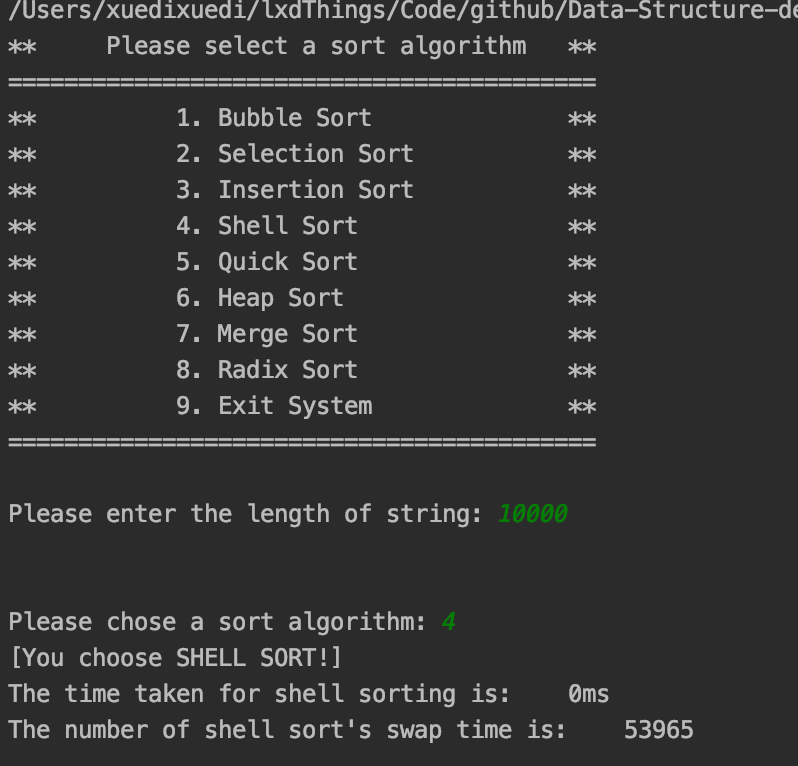 /Users/xuedixuedi/lxdThings/Code/github/Data-Structure-de
** Please select a sort algorithm **
==========================================
** 1. Bubble Sort **
** 2. Selection Sort **
** 3. Insertion Sort **
** 4. Shell Sort **
** 5. Quick Sort **
** 6. Heap Sort **
** 7. Merge Sort **
** 8. Radix Sort **
** 9. Exit System **
==========================================
Please enter the length of string: 10000
Please chose a sort algorithm: 4
[You choose SHELL SORT!]
The time taken for shell sorting is: 0ms
The number of shell sort's swap time is: 53965